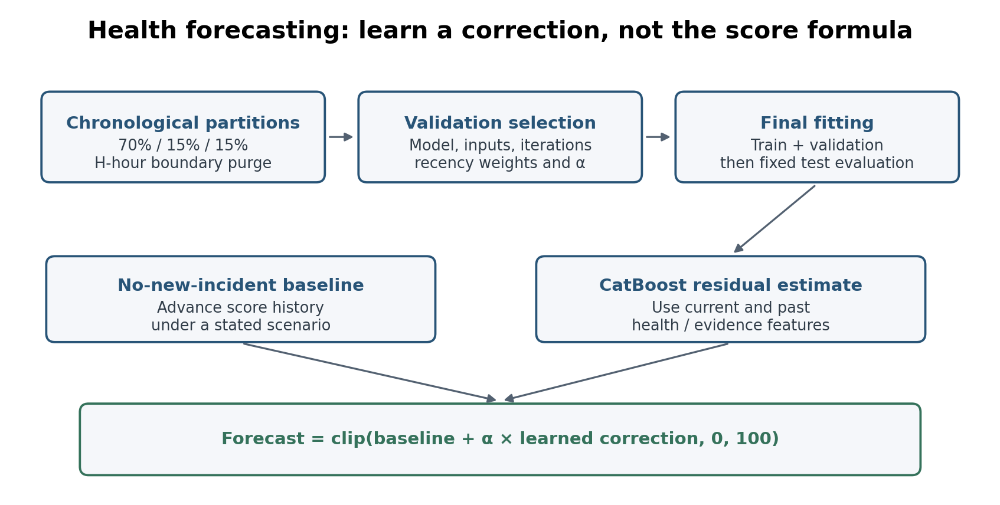 Health forecasting: learn a correction, not the score formula
Chronological partitions
70% / 15% / 15%
H-hour boundary purge
Validation selection
Model, inputs, iterations
recency weights and α
Final fitting
Train + validation
then fixed test evaluation
No-new-incident baseline
Advance score history
under a stated scenario
CatBoost residual estimate
Use current and past
health / evidence features
Forecast = clip(baseline + α × learned correction, 0, 100)